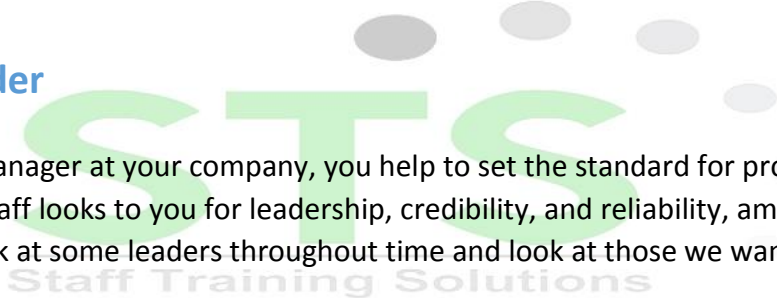 der
STS
anager at your company, you help to set the standard for pro
aff looks to you for leadership, credibility, and reliability, am
k at some leaders throughout time and look at those we wan
Staff Training Solutions